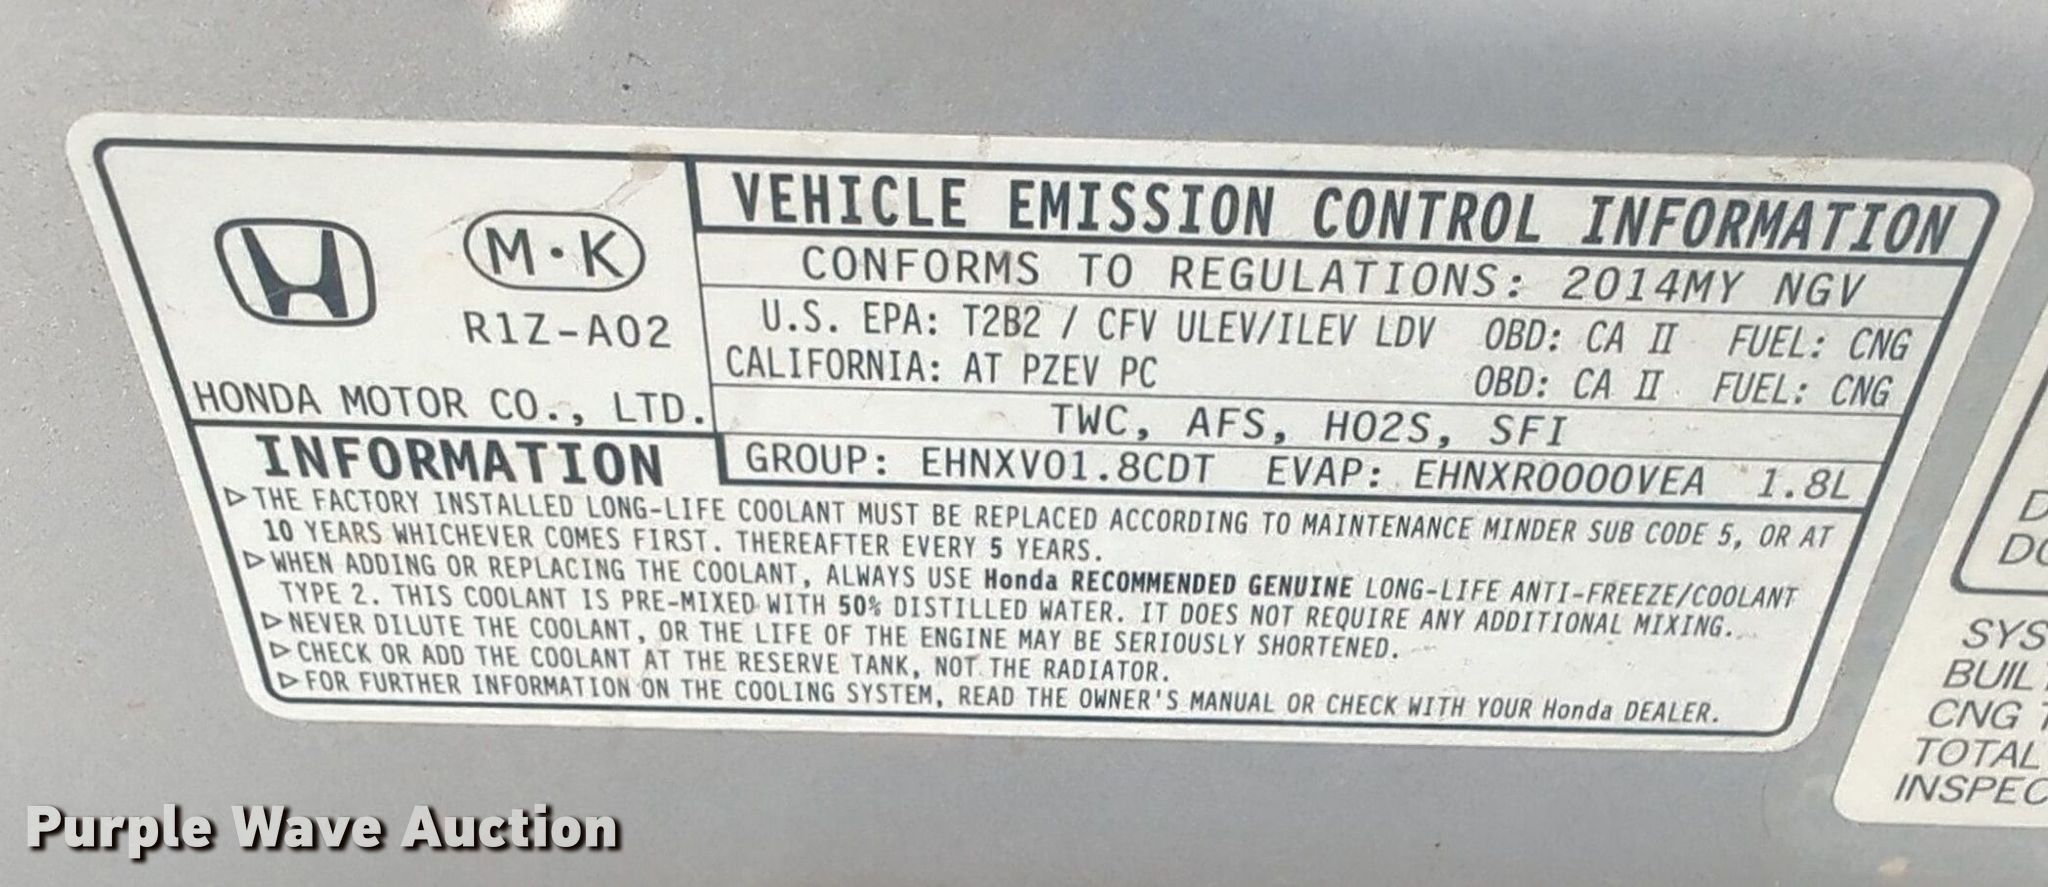 M·K
R1Z-A02
HONDA MOTOR CO., LTD.
VEHICLE EMISSION CONTROL INFORMATION
CONFORMS TO REGULATIONS: 2014MY NGV
U.S. EPA: T2B2 / CFV ULEV/ILEV LDV OBD: CA II FUEL: CNG
CALIFORNIA: AT PZEV PC OBD: CA II FUEL: CNG
TWC, AFS, HO2S, SFI
GROUP: EHNXV01.8CDT EVAP: EHNXR0000VEA 1.8L
INFORMATION
▷THE FACTORY INSTALLED LONG-LIFE COOLANT MUST BE REPLACED ACCORDING TO MAINTENANCE MINDER SUB CODE 5, OR AT
10 YEARS WHICHEVER COMES FIRST. THEREAFTER EVERY 5 YEARS.
▷WHEN ADDING OR REPLACING THE COOLANT, ALWAYS USE Honda RECOMMENDED GENUINE LONG-LIFE ANTI-FREEZE/COOLANT
TYPE 2. THIS COOLANT IS PRE-MIXED WITH 50% DISTILLED WATER. IT DOES NOT REQUIRE ANY ADDITIONAL MIXING.
▷NEVER DILUTE THE COOLANT, OR THE LIFE OF THE ENGINE MAY BE SERIOUSLY SHORTENED.
▷CHECK OR ADD THE COOLANT AT THE RESERVE TANK, NOT THE RADIATOR.
▷FOR FURTHER INFORMATION ON THE COOLING SYSTEM, READ THE OWNER'S MANUAL OR CHECK WITH YOUR Honda DEALER.
SYS
BUIL
CNG
TOTAL
INSPEC
Purple Wave Auction